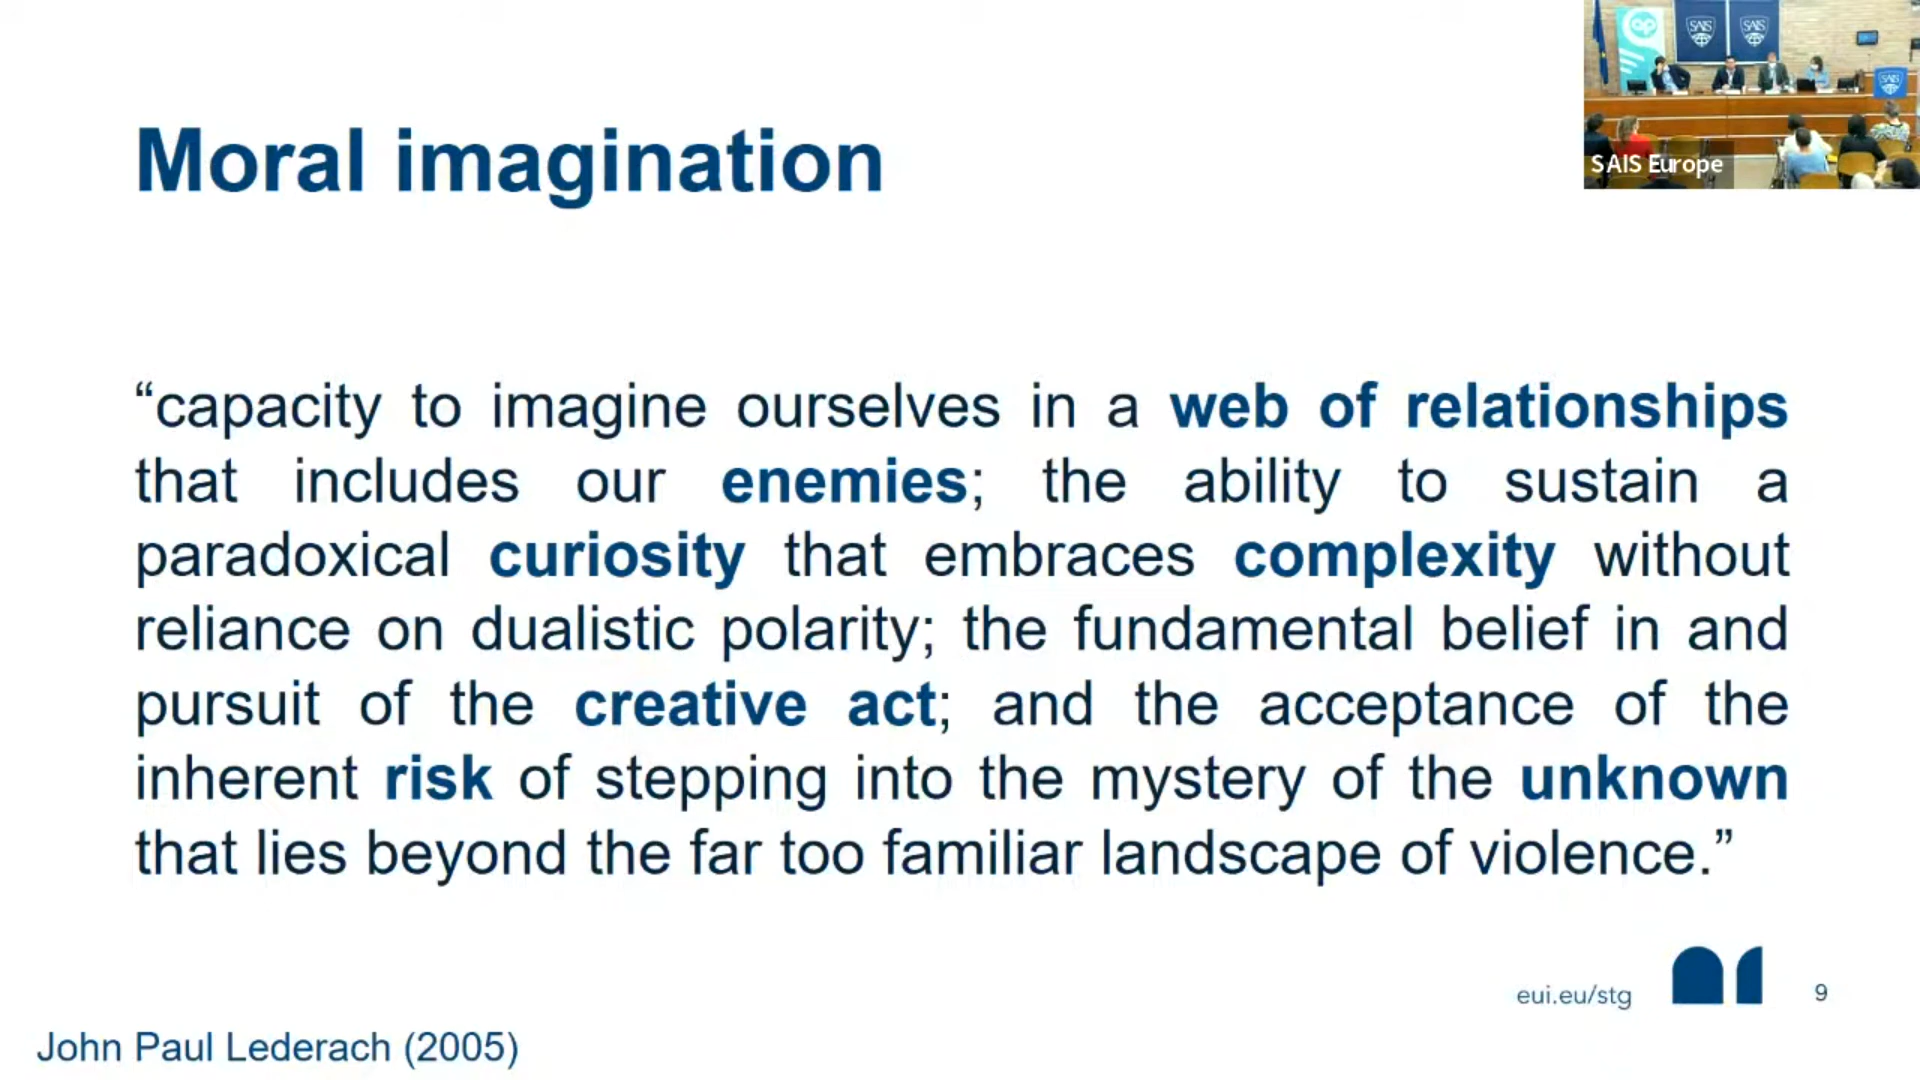 SAIS
SAIS
SAIS
SAIS Europe
Moral imagination
“capacity to imagine ourselves in a web of relationships
that includes our enemies; the ability to sustain a
paradoxical curiosity that embraces complexity without
reliance on dualistic polarity; the fundamental belief in and
pursuit of the creative act; and the acceptance of the
inherent risk of stepping into the mystery of the unknown
that lies beyond the far too familiar landscape of violence.”
eui.eu/stg
9
John Paul Lederach (2005)